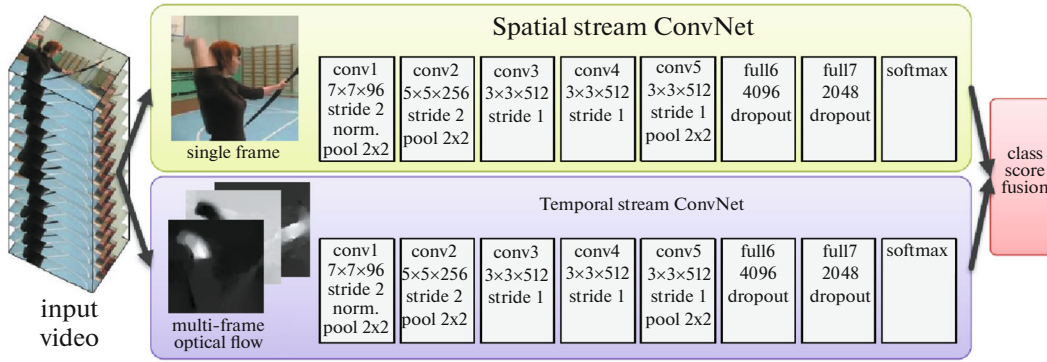 Spatial stream ConvNet
single frame
conv1
7×7×96
stride 2
norm.
pool 2x2
conv2
5×5×256
stride 2
pool 2x2
conv3
3×3×512
stride 1
conv4
3×3×512
stride 1
conv5
3×3×512
stride 1
pool 2x2
full6
4096
dropout
full7
2048
dropout
softmax
input
video
Temporal stream ConvNet
multi-frame
optical flow
conv1
7×7×96
stride 2
norm.
pool 2x2
conv2
5×5×256
stride 2
pool 2x2
conv3
3×3×512
stride 1
conv4
3×3×512
stride 1
conv5
3×3×512
stride 1
pool 2x2
full6
4096
dropout
full7
2048
dropout
softmax
class
score
fusion